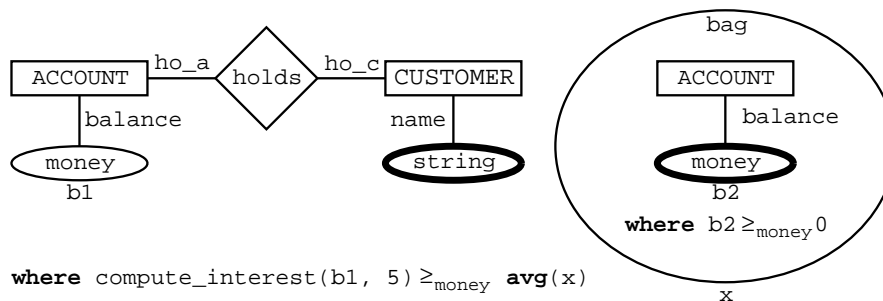 bag
ho_a ho_c
ACCOUNT holds CUSTOMER ACCOUNT
balance name balance
money string money
b1 b2
where b2 ≥money 0
where compute_interest(b1, 5) ≥money avg(x)
x